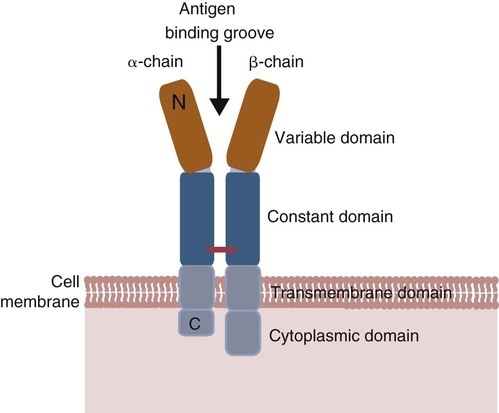 Antigen
binding groove
α-chain
β-chain
N
Variable domain
Constant domain
Cell
membrane
Transmembrane domain
C
Cytoplasmic domain